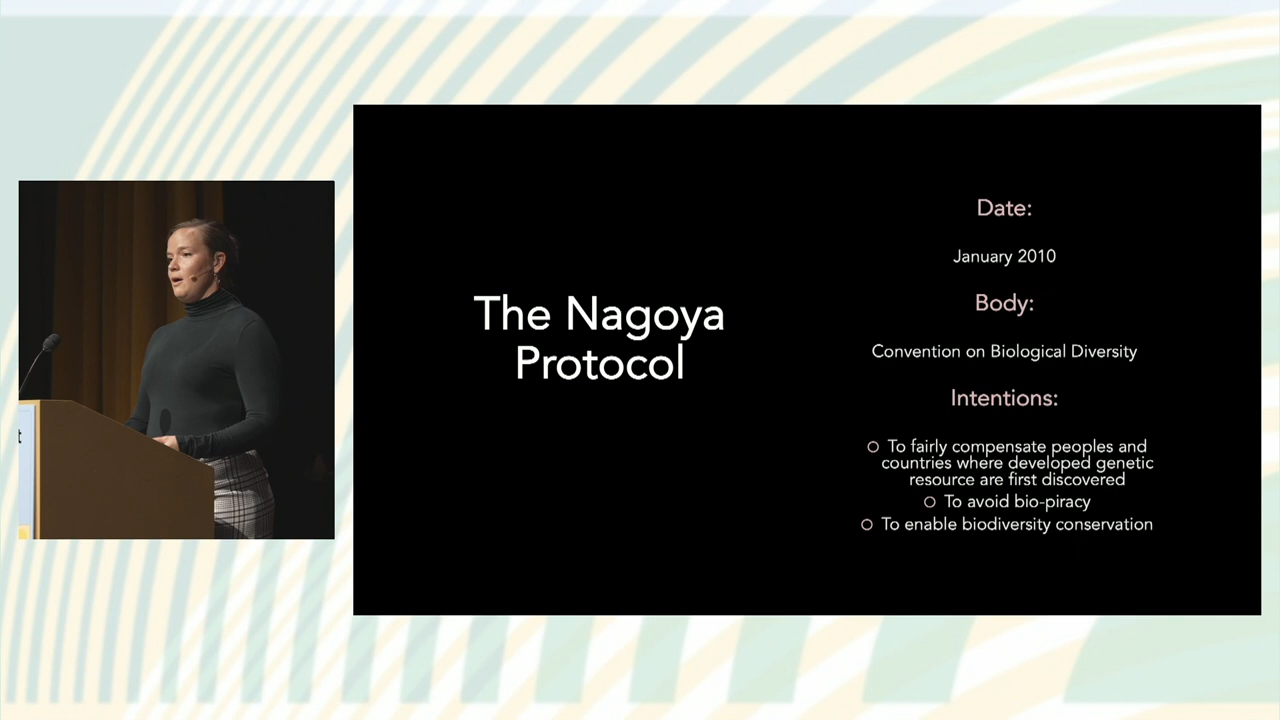 The Nagoya
Protocol
Date:
January 2010
Body:
Convention on Biological Diversity
Intentions:
To fairly compensate peoples and
countries where developed genetic
resource are first discovered
To avoid bio-piracy
To enable biodiversity conservation
t